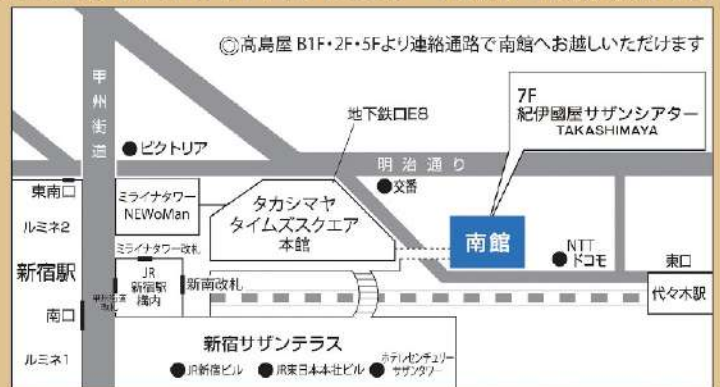 ◎髙島屋 B1F・2F・5Fより連絡通路で南館へお越しいただけます
甲州街道
7F
紀伊國屋サザンシアター
TAKASHIMAYA
地下鉄口E8
ビクトリア
明治通り
東南口
ミライナタワー
NEWoMan
タカシマヤ
タイムズスクエア
本館
交番
ルミネ2
南館
NTT
ドコモ
東口
ミライナタワー改札
新宿駅
JR
新宿駅
構内
新南改札
甲州街道
改札
代々木駅
南口
新宿サザンテラス
ルミネ1
JR新宿ビル
JR東日本本社ビル
ホテルセンチュリー
サザンタワー